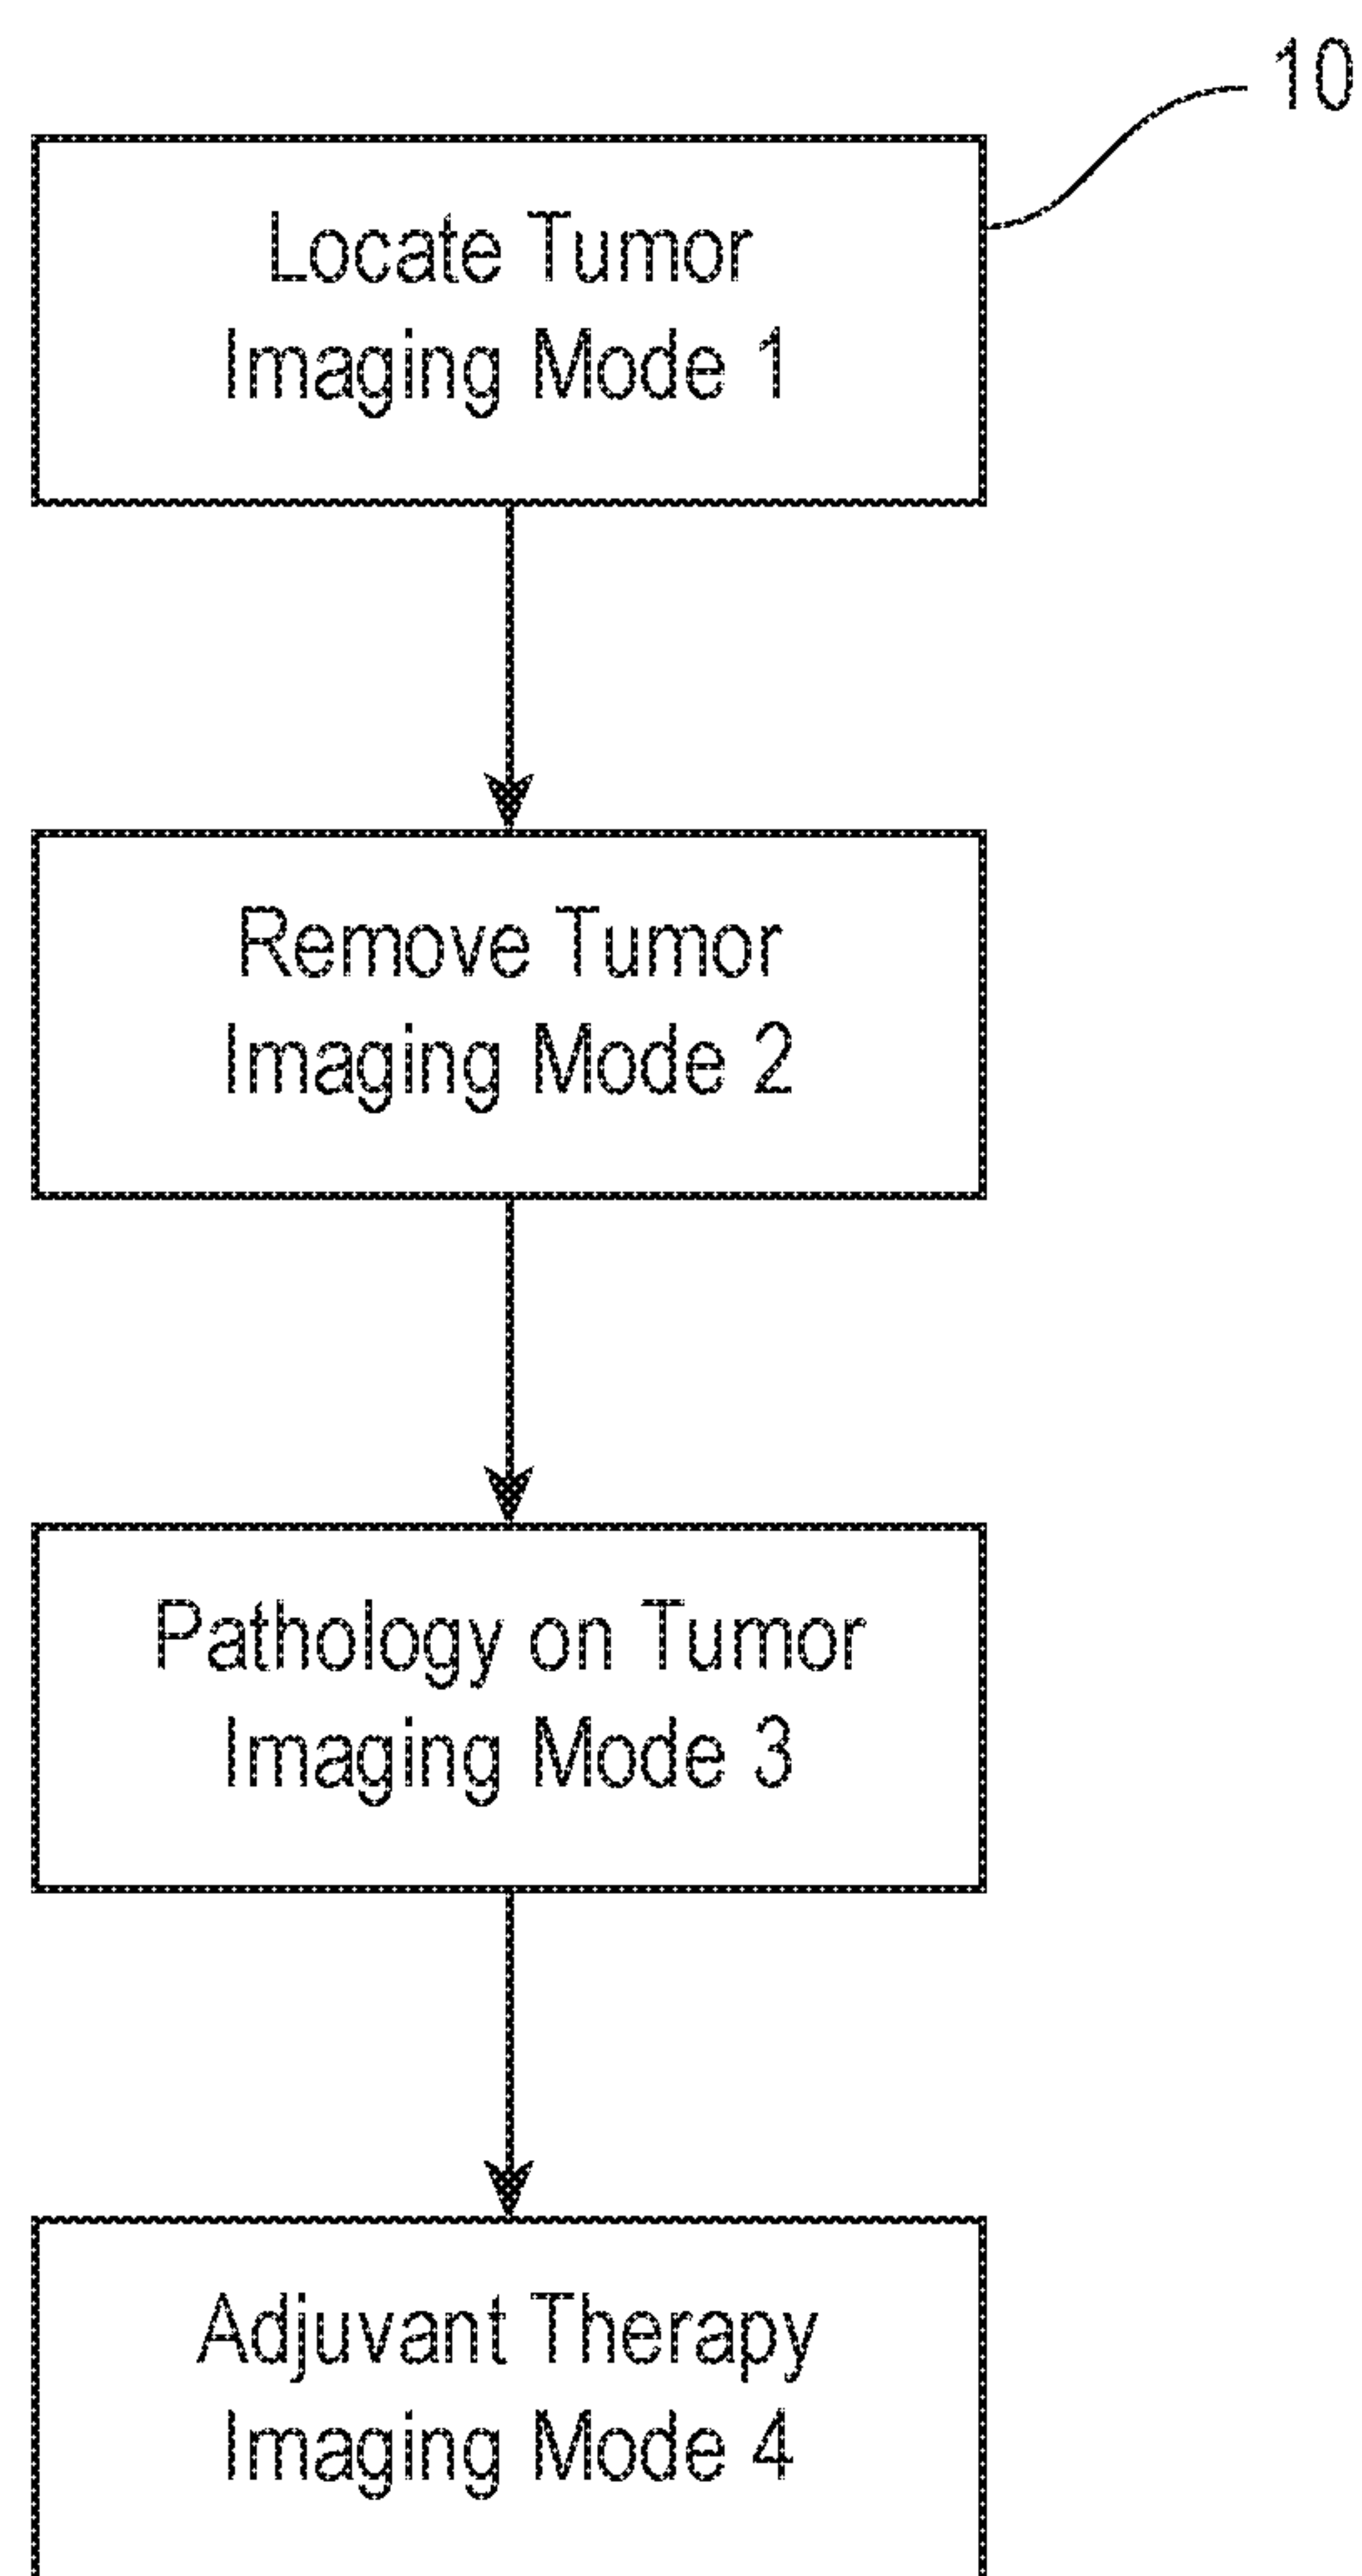 10
Locate Tumor
Imaging Mode 1
Remove Tumor
Imaging Mode 2
Pathology on Tumor
Imaging Mode 3
Adjuvant Therapy
Imaging Mode 4